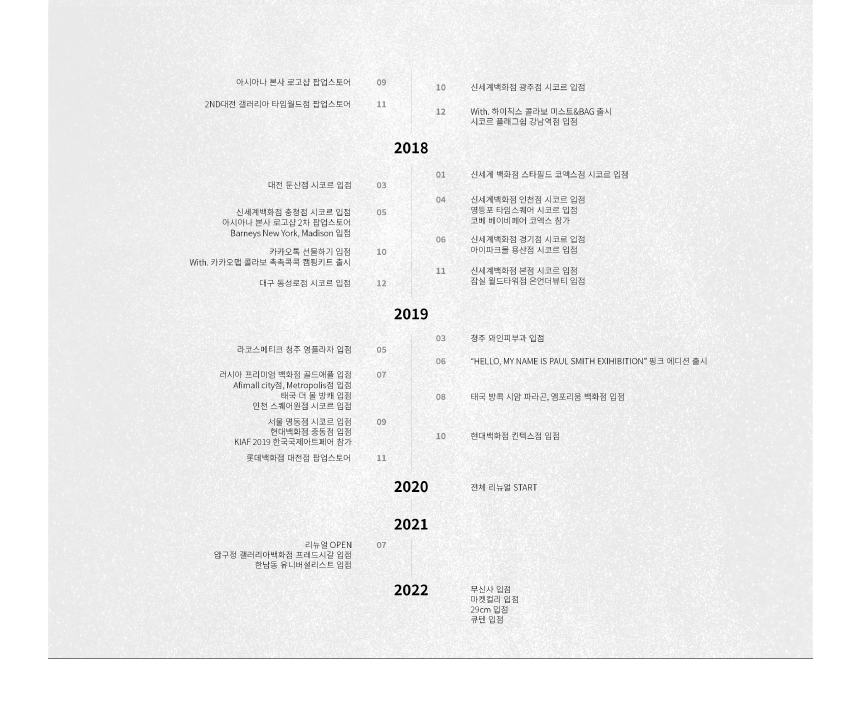 아시아나 본사 로고샵 팝업스토어 09
10 신세계백화점 광주점 시코르 입점
2ND대전 갤러리아 타임월드점 팝업스토어 11
12 With. 하이칙스 콜라보 미스트&BAG 출시
시코르 플래그쉽 강남역점 입점
2018
01 신세계 백화점 스타필드 코엑스점 시코르 입점
대전 둔산점 시코르 입점 03
04 신세계백화점 인천점 시코르 입점
영등포 타임스퀘어 시코르 입점
코베 베이비페어 코엑스 참가
신세계백화점 충청점 시코르 입점 05
아시아나 본사 로고샵 2차 팝업스토어
Barneys New York, Madison 입점
06 신세계백화점 경기점 시코르 입점
아이파크몰 용산점 시코르 입점
카카오톡 선물하기 입점 10
With. 카카오맵 콜라보 촉촉콕콕 캠핑키트 출시
11 신세계백화점 본점 시코르 입점
잠실 월드타워점 온앤더뷰티 입점
대구 동성로점 시코르 입점 12
2019
03 청주 와인피부과 입점
라코스메티크 청주 영플라자 입점 05
06 “HELLO, MY NAME IS PAUL SMITH EXIHIBITION” 핑크 에디션 출시
러시아 프리미엄 백화점 골드애플 입점 07
Afimall city점, Metropolis점 입점
태국 더 몰 방캐 입점
인천 스퀘어원점 시코르 입점
08 태국 방콕 시암 파라곤, 엠포리움 백화점 입점
서울 명동점 시코르 입점 09
현대백화점 중동점 입점
KIAF 2019 한국국제아트페어 참가
10 현대백화점 킨텍스점 입점
롯데백화점 대전점 팝업스토어 11
2020 전체 리뉴얼 START
2021
리뉴얼 OPEN 07
압구정 갤러리아백화점 프레드시갈 입점
한남동 유니버셜리스트 입점
2022 무신사 입점
마켓컬리 입점
29cm 입점
큐텐 입점